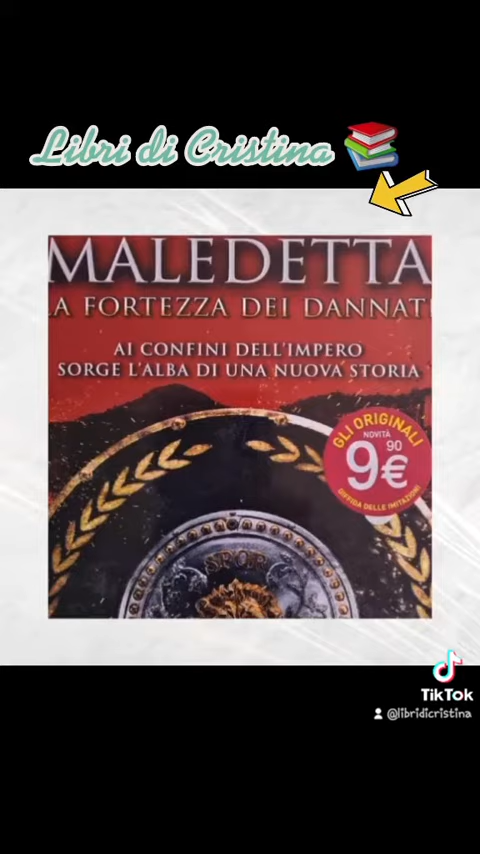 Libri di Cristina
MALEDETTA
LA FORTEZZA DEI DANNATI
AI CONFINI DELL'IMPERO
SORGE L'ALBA DI UNA NUOVA STORIA
GLI ORIGINALI
NOVITÀ
9,90 €
DIFFIDA DELLE IMITAZIONI
SPQR
TikTok
@libridicristina